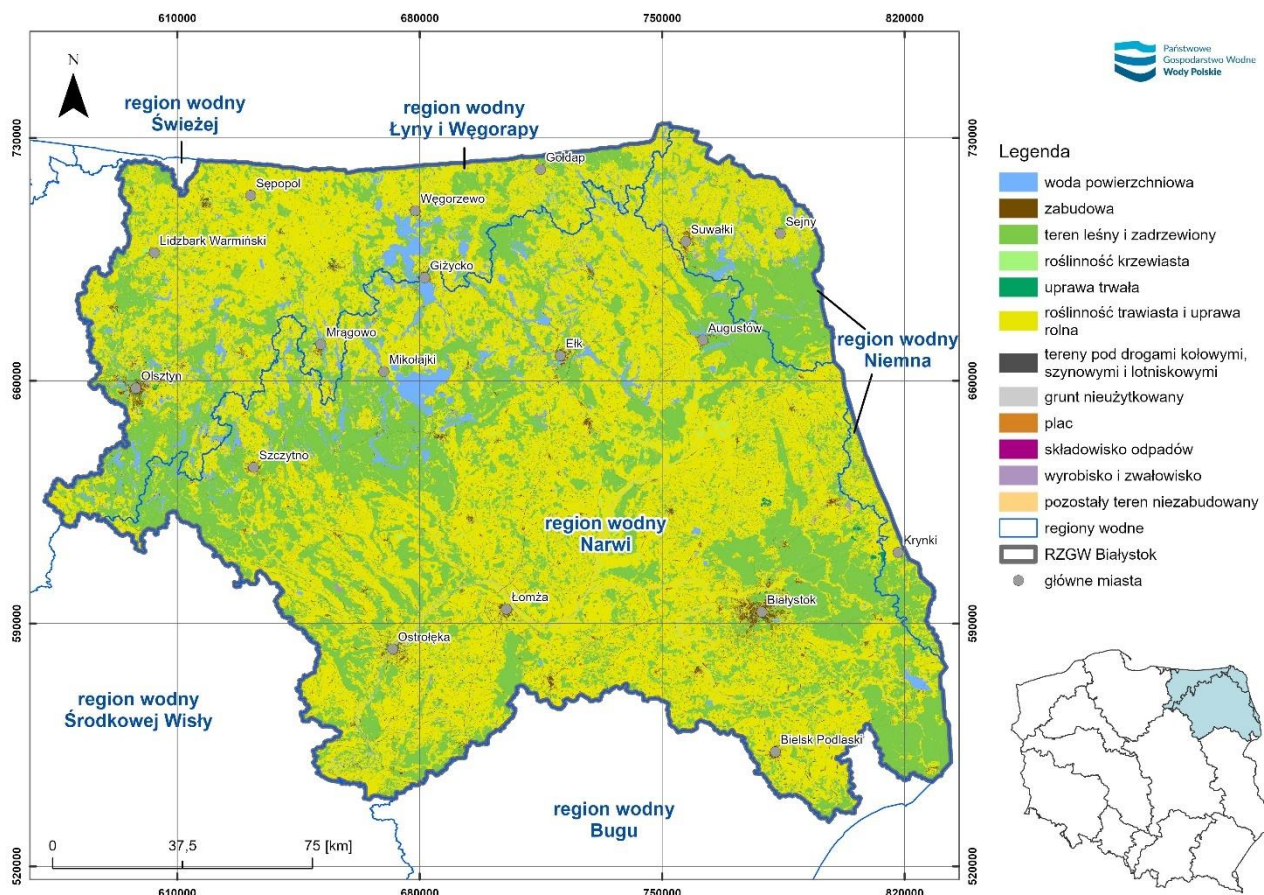 610000
680000
750000
820000
N
region wodny
Świeżej
region wodny
Łyny i Węgorapy
730000
730000
Gołdap
Sępopol
Węgorzewo
Suwałki
Sejny
Lidzbark Warmiński
Giżycko
Mrągowo
Augustów
Ełk
Mikołajki
region wodny
Niemna
660000
660000
Olsztyn
Szczytno
region wodny
Narwi
Krynki
Łomża
Białystok
590000
590000
Ostrołęka
region wodny
Środkowej Wisły
Bielsk Podlaski
region wodny
Bugu
0
37,5
75 [km]
520000
520000
610000
680000
750000
820000
Państwowe
Gospodarstwo Wodne
Wody Polskie
Legenda
woda powierzchniowa
zabudowa
teren leśny i zadrzewiony
roślinność krzewiasta
uprawa trwała
roślinność trawiasta i uprawa
rolna
tereny pod drogami kołowymi,
szynowymi i lotniskowymi
grunt nieużytkowany
plac
składowisko odpadów
wyrobisko i zwałowisko
pozostały teren niezabudowany
regiony wodne
RZGW Białystok
główne miasta